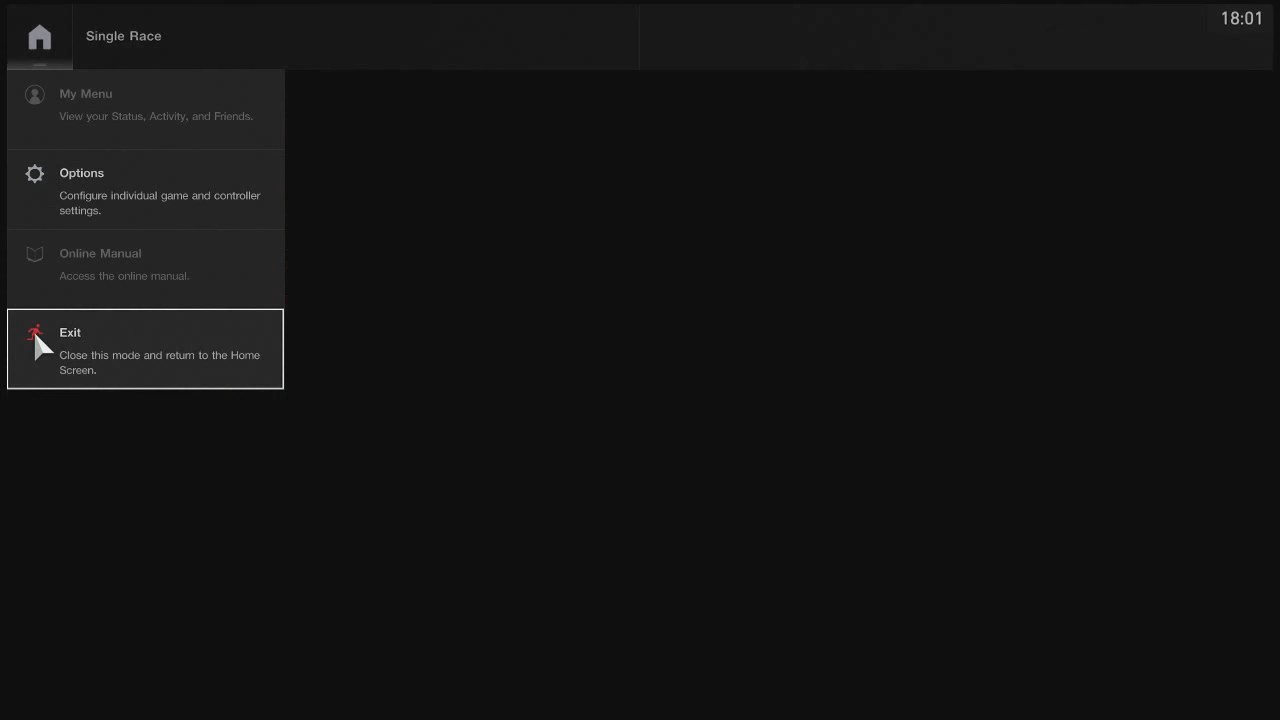 Single Race
18:01
My Menu
View your Status, Activity, and Friends.
Options
Configure individual game and controller
settings.
Online Manual
Access the online manual.
Exit
Close this mode and return to the Home
Screen.